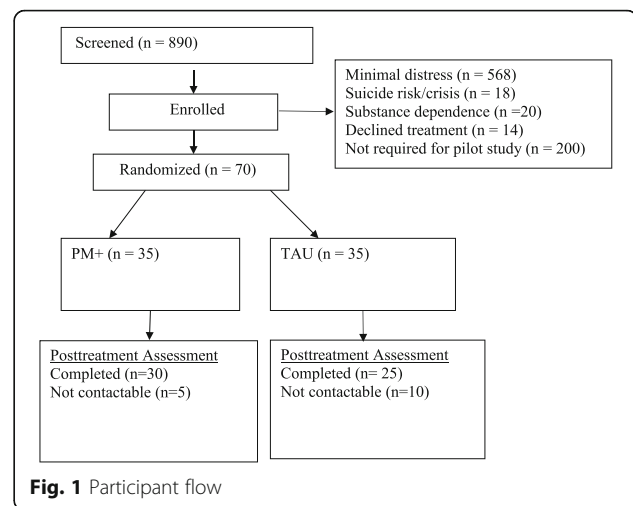 Screened (n = 890)
Minimal distress (n = 568)
Suicide risk/crisis (n = 18)
Substance dependence (n =20)
Declined treatment (n = 14)
Not required for pilot study (n = 200)
Enrolled
Randomized (n = 70)
PM+ (n = 35)
TAU (n = 35)
Posttreatment Assessment
Completed (n=30)
Not contactable (n=5)
Posttreatment Assessment
Completed (n= 25)
Not contactable (n=10)
Fig. 1 Participant flow